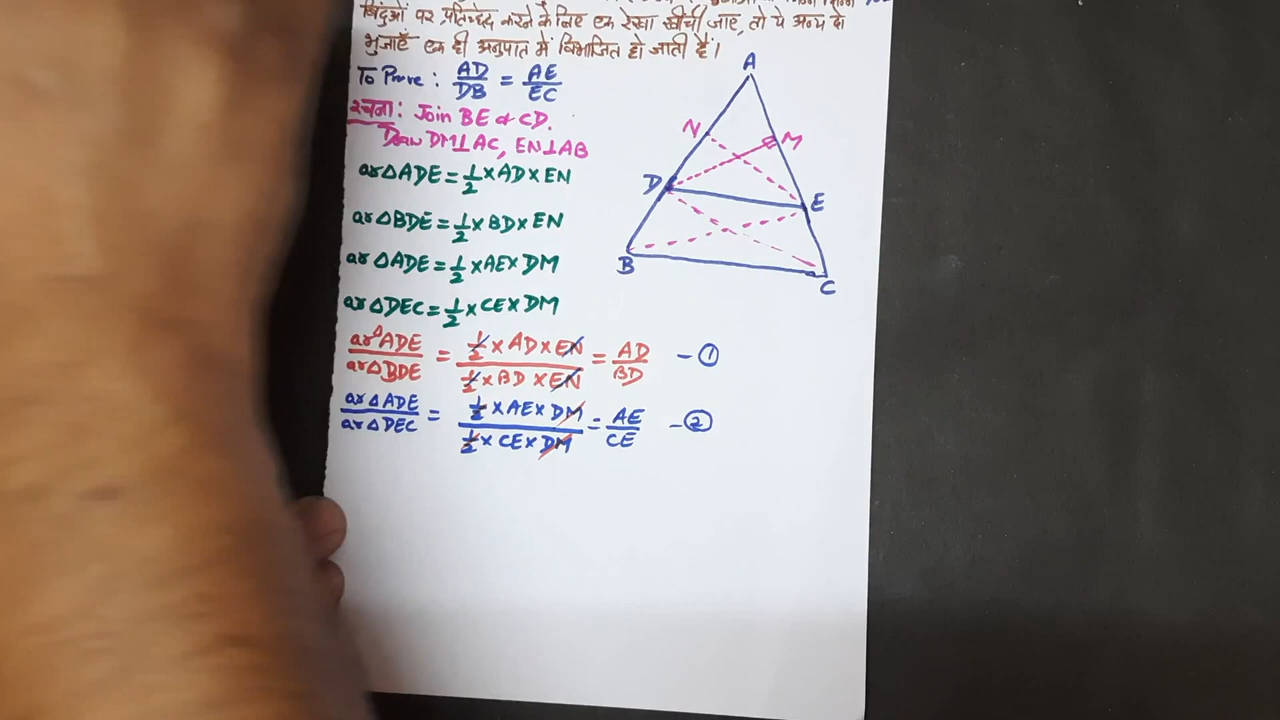 बिंदुओं पर प्रतिच्छेद करने के लिए एक रेखा खींची जाए, तो ये अन्य दो
भुजाएँ एक ही अनुपात में विभाजित हो जाती हैं।
To Prove : AD/DB = AE/EC
रचना: Join BE & CD.
Draw DM⊥AC, EN⊥AB
ar△ADE = 1/2 × AD × EN
ar△BDE = 1/2 × BD × EN
ar△ADE = 1/2 × AE × DM
ar△DEC = 1/2 × CE × DM
ar△ADE/ar△BDE = (1/2 × AD × EN)/(1/2 × BD × EN) = AD/BD – ①
ar△ADE/ar△DEC = (1/2 × AE × DM)/(1/2 × CE × DM) = AE/CE – ②
A
N
M
D
E
B
C